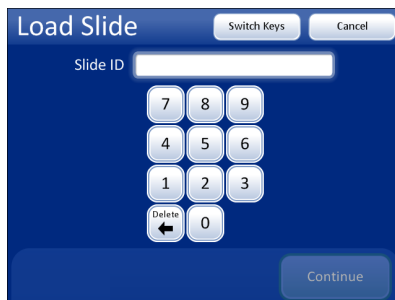 Load Slide
Switch Keys
Cancel
Slide ID
7 8 9
4 5 6
1 2 3
Delete
0
Continue